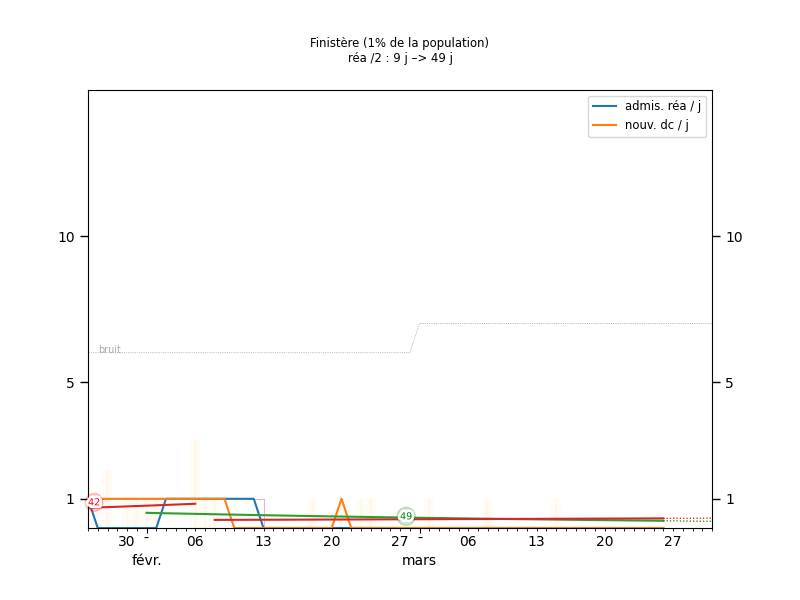 Finistère (1% de la population)
réa /2 : 9 j –> 49 j
admis. réa / j
nouv. dc / j
10
10
bruit
5
5
1
1
42
49
30
-
06
13
20
27
-
06
13
20
27
févr.
mars